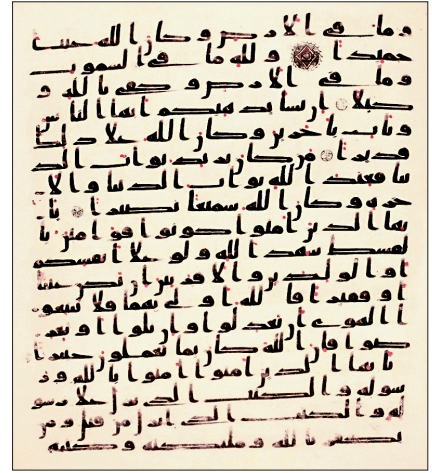 وما في الارض وكان الله غنيا
حميدا ولله ما في السموت
وما في الارض وكفى بالله و
كيلا ان يشا يذهبكم ايها الناس
ويات باخرين وكان الله على ذلك
قديرا من كان يريد ثواب الد
نيا فعند الله ثواب الدنيا والا
خره وكان الله سميعا بصيرا يا
يها الذين امنوا كونوا قومين با
لقسط شهدا لله ولو على انفسكم
او الولدين والاقربين ان يكن غنيا
او فقيرا فالله اولى بهما فلا تتبعو
ا الهوى ان تعدلوا وان تلوا او تعر
ضوا فان الله كان بما تعملون خبيرا
يايها الذين امنوا امنوا بالله ور
سوله والكتب الذي نزل على رسو
له والكتب الذي انزل من قبل ومن
يكفر بالله وملئكته وكتبه